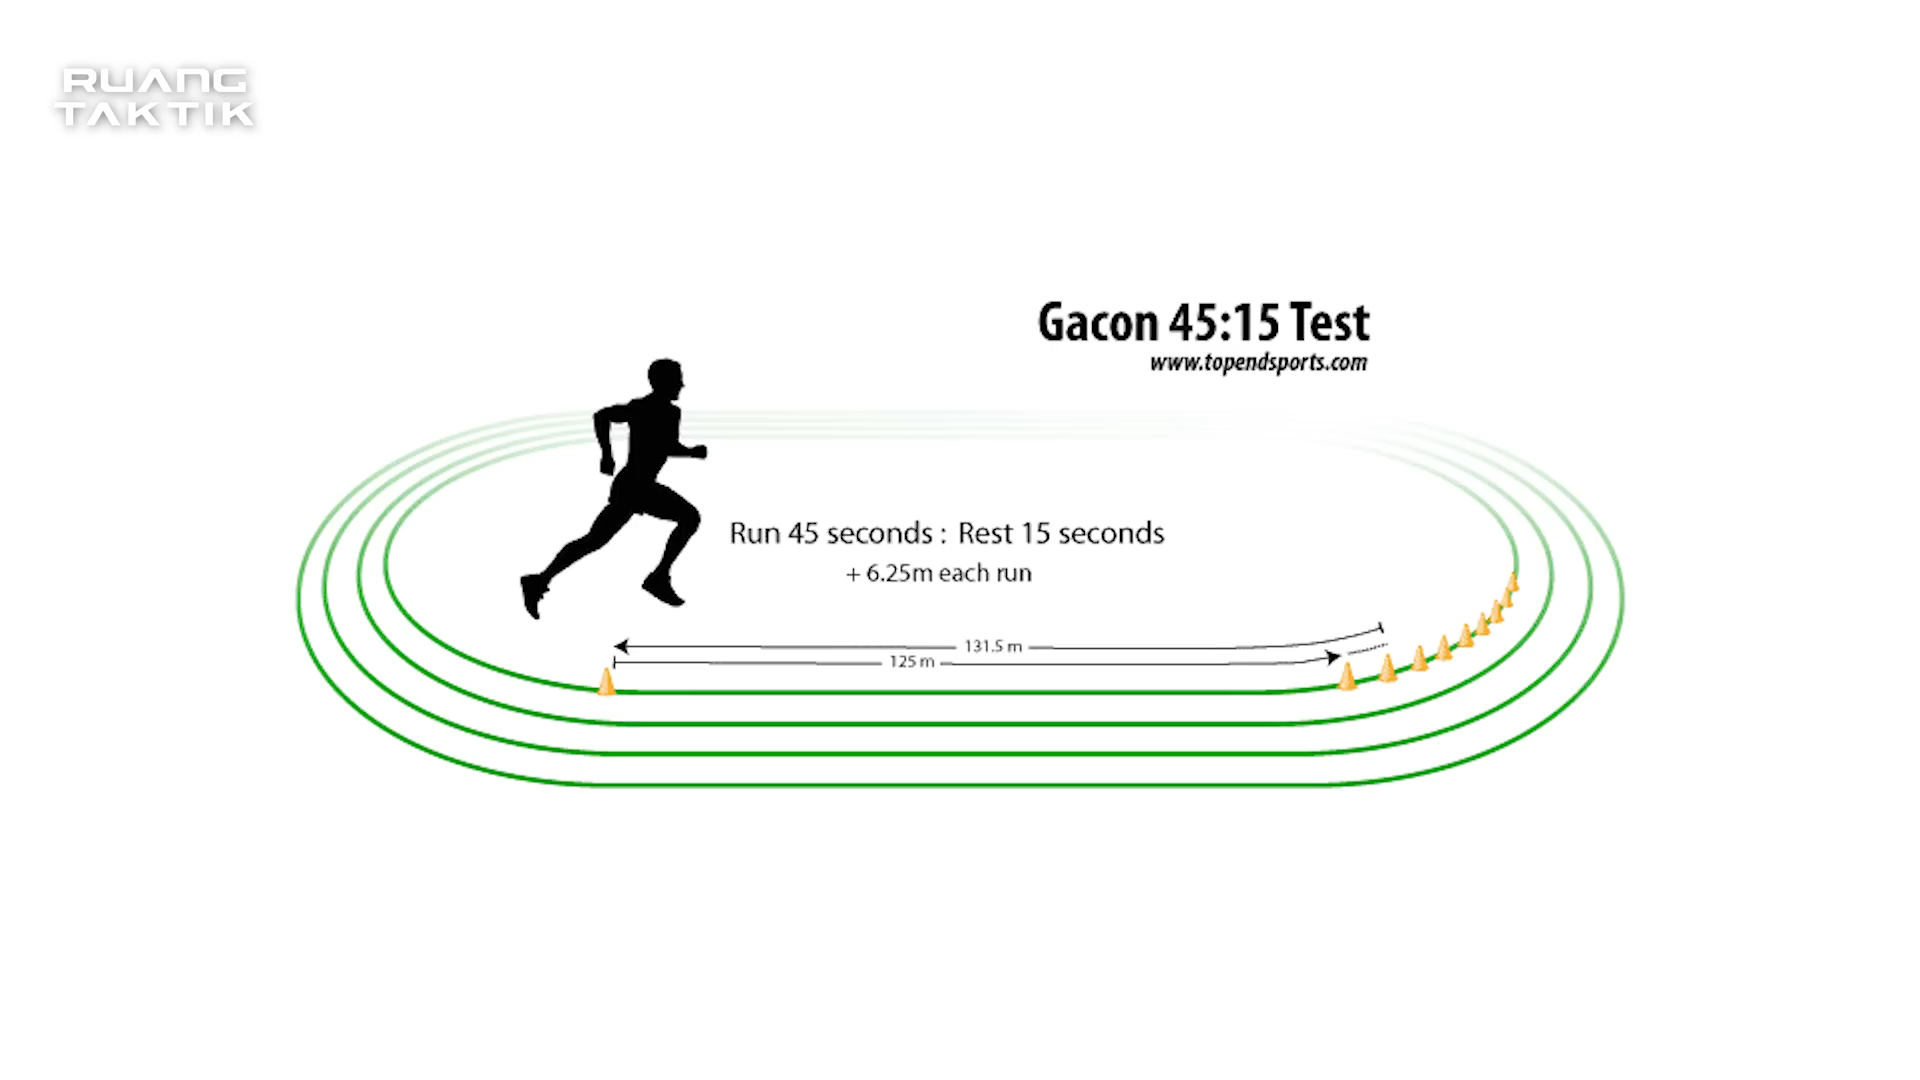 RUANG
TAKTIK
Gacon 45:15 Test
www.topendsports.com
Run 45 seconds : Rest 15 seconds
+ 6.25m each run
131.5 m
125 m